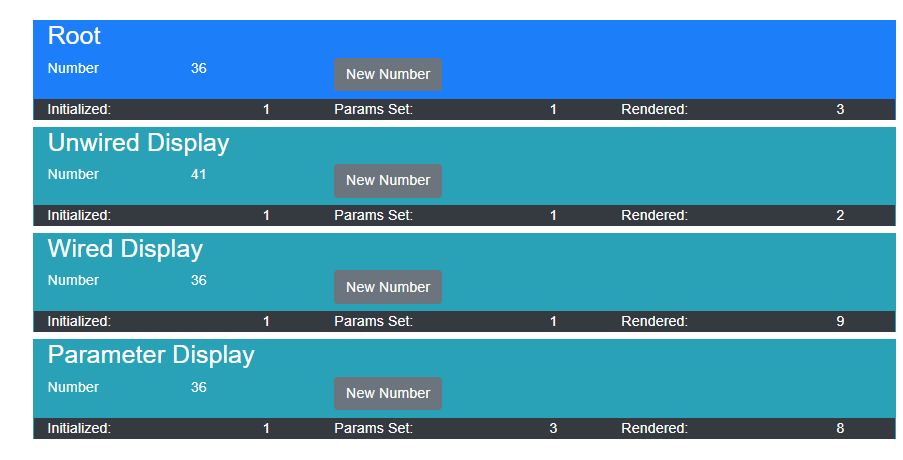 Root
Number 36 New Number
Initialized: 1 Params Set: 1 Rendered: 3
Unwired Display
Number 41 New Number
Initialized: 1 Params Set: 1 Rendered: 2
Wired Display
Number 36 New Number
Initialized: 1 Params Set: 1 Rendered: 9
Parameter Display
Number 36 New Number
Initialized: 1 Params Set: 3 Rendered: 8